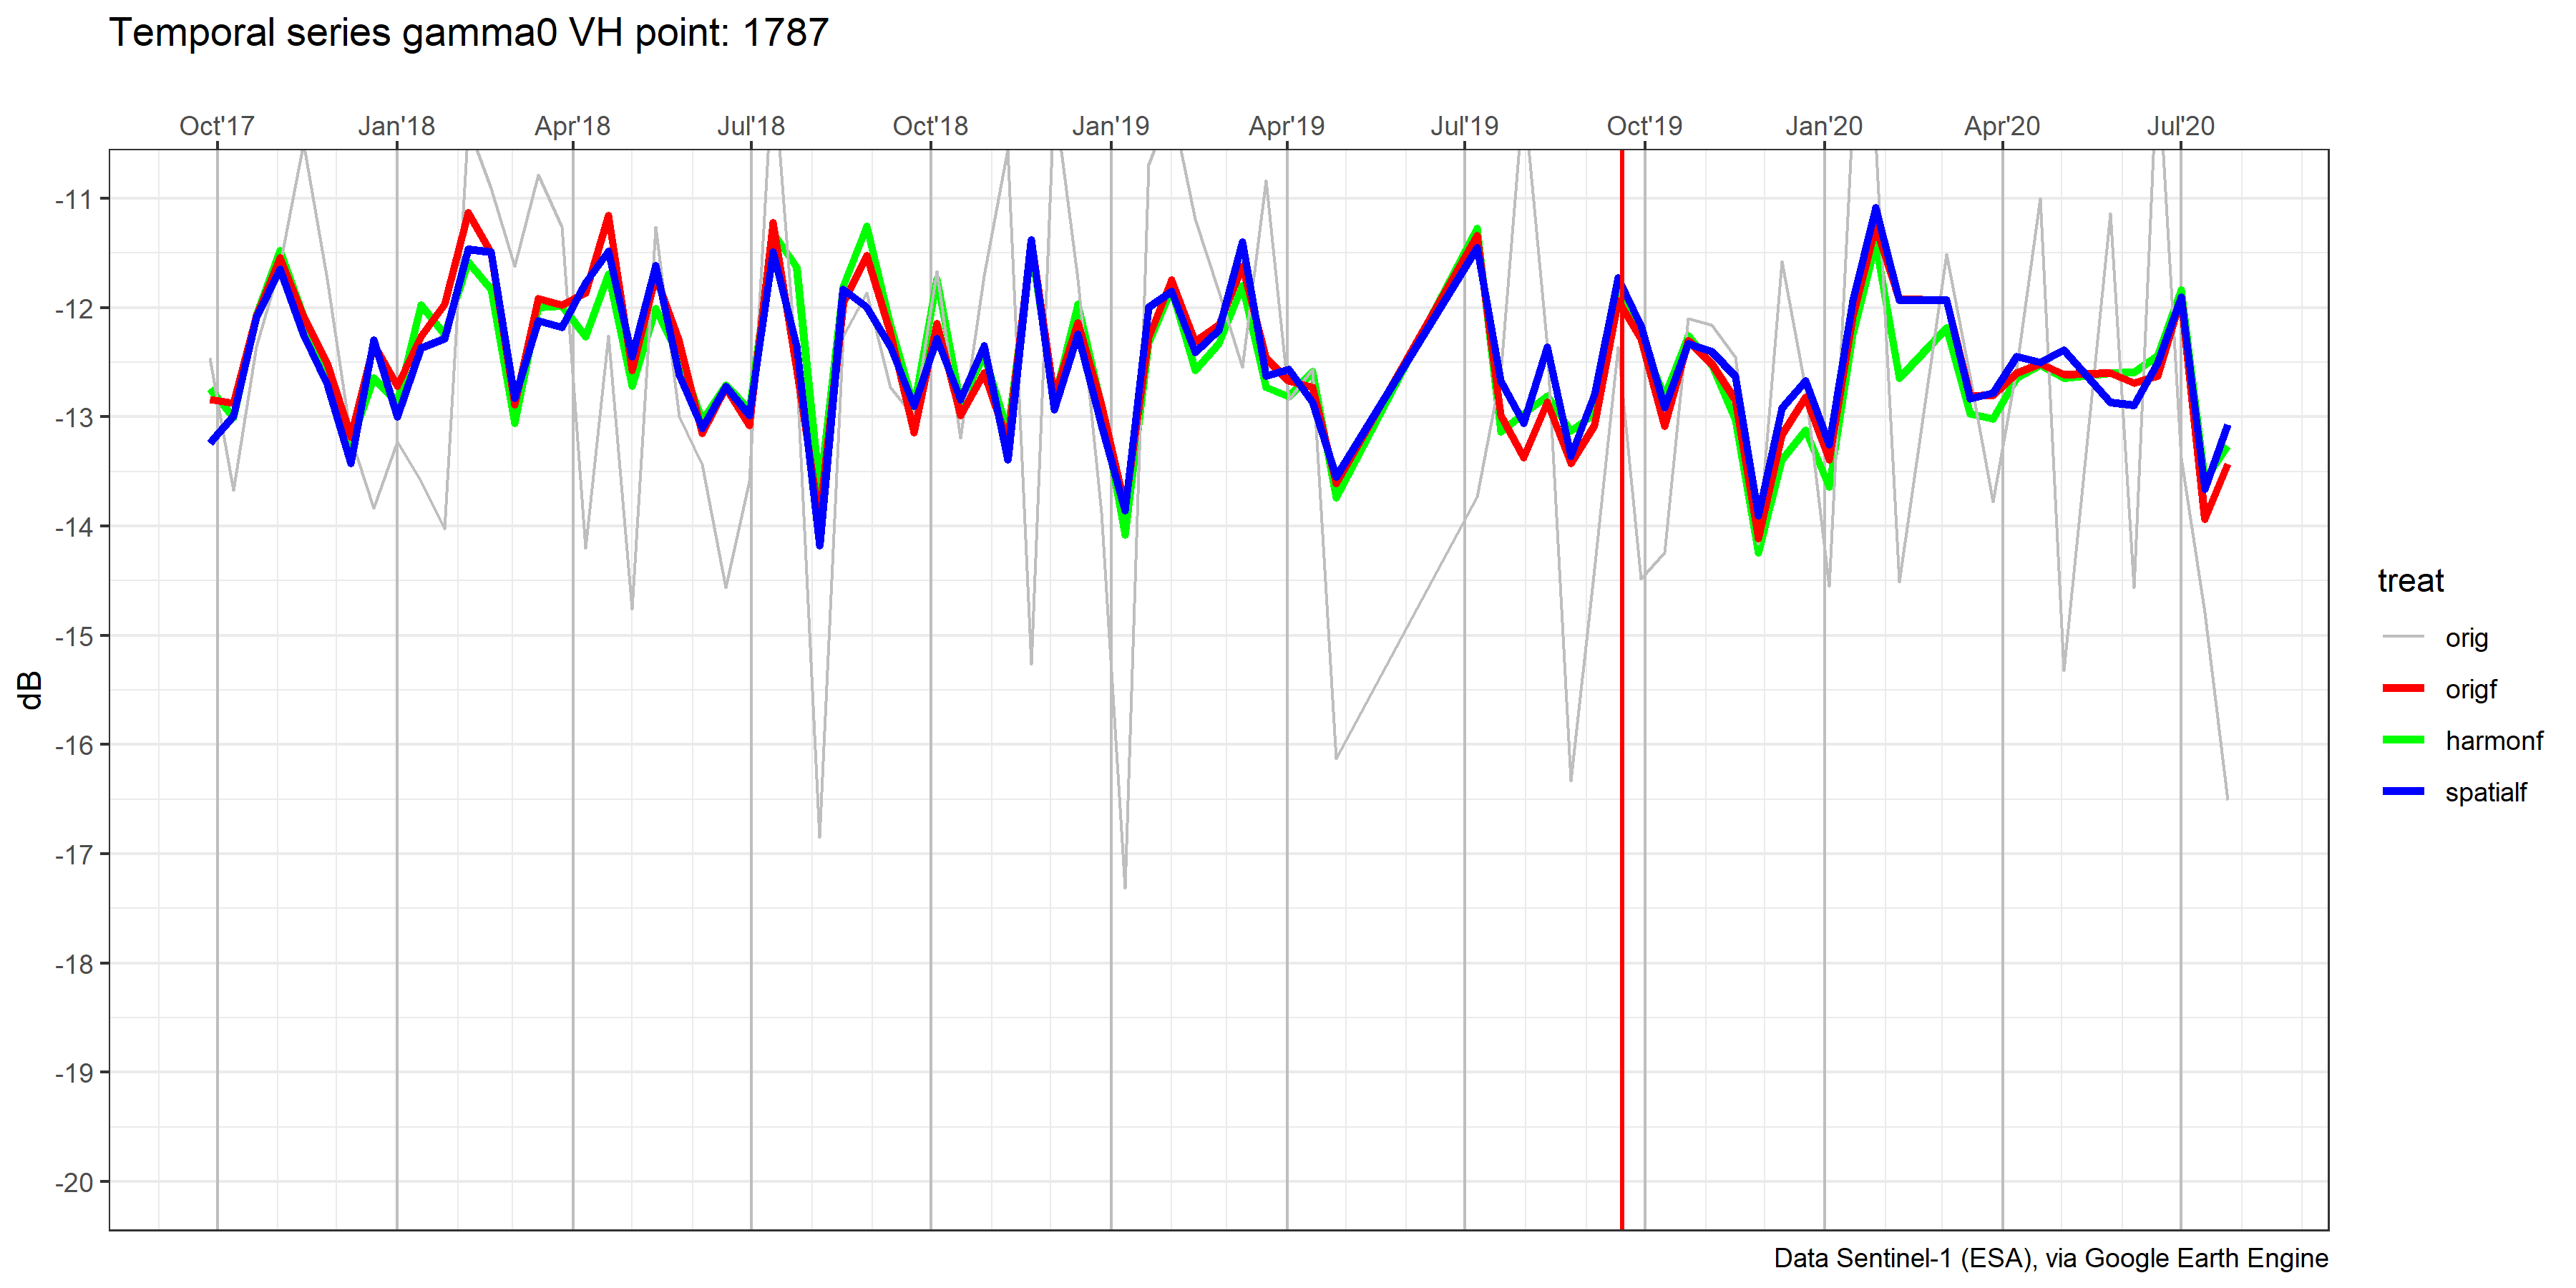 Temporal series gamma0 VH point: 1787
Oct'17 Jan'18 Apr'18 Jul'18 Oct'18 Jan'19 Apr'19 Jul'19 Oct'19 Jan'20 Apr'20 Jul'20
-11
-12
-13
-14
-15
-16
-17
-18
-19
-20
dB
treat
orig
origf
harmonf
spatialf
Data Sentinel-1 (ESA), via Google Earth Engine